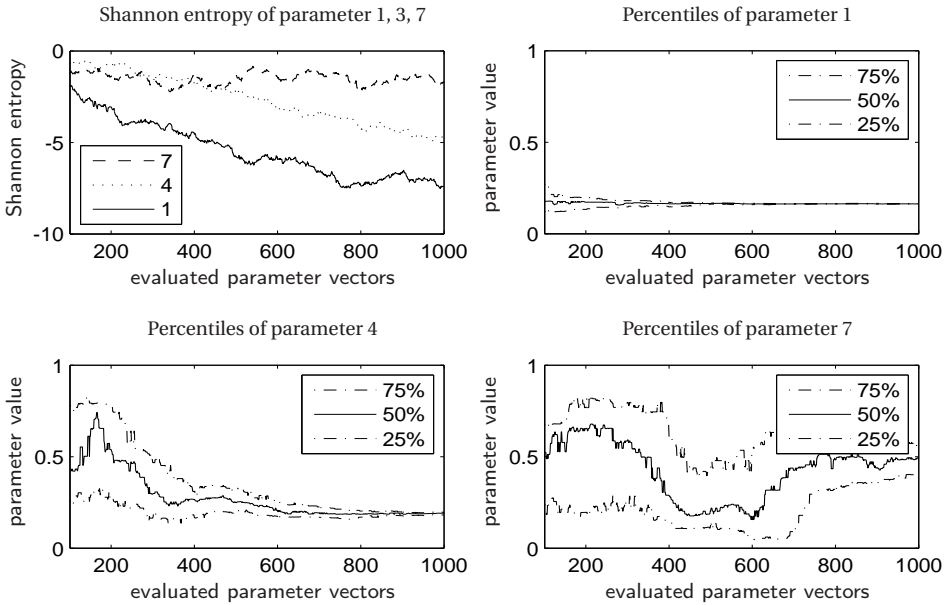 Shannon entropy of parameter 1, 3, 7
0
-5
-10
Shannon entropy
7
4
1
200 400 600 800 1000
evaluated parameter vectors
Percentiles of parameter 1
1
0.5
0
parameter value
75%
50%
25%
200 400 600 800 1000
evaluated parameter vectors
Percentiles of parameter 4
1
0.5
0
parameter value
75%
50%
25%
200 400 600 800 1000
evaluated parameter vectors
Percentiles of parameter 7
1
0.5
0
parameter value
75%
50%
25%
200 400 600 800 1000
evaluated parameter vectors